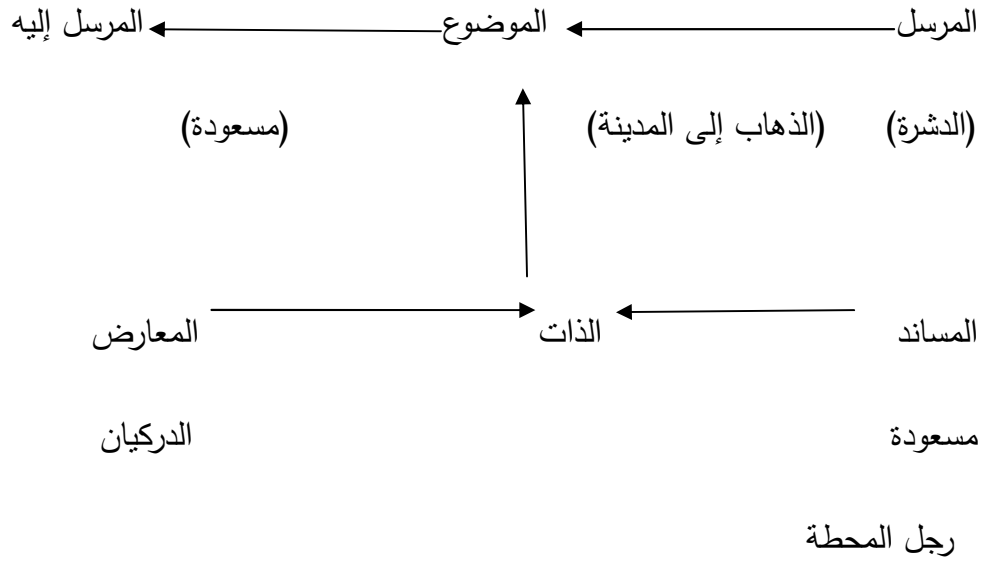 المرسل الموضوع المرسل إليه
(الدشرة) (الذهاب إلى المدينة) (مسعودة)
المساند الذات المعارض
مسعودة الدركيان
رجل المحطة